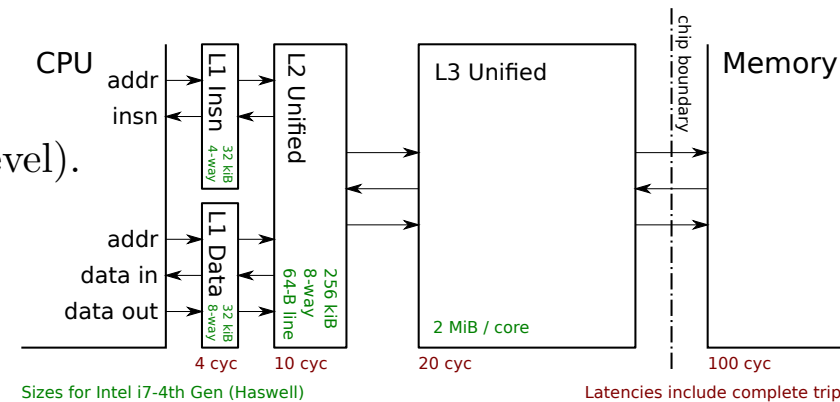 CPU
addr
insn
evel).
addr
data in
data out
L1 Insn
32 kiB
4-way
L1 Data
32 kiB
8-way
L2 Unified
256 kiB
8-way
64-B line
L3 Unified
2 MiB / core
chip boundary
Memory
4 cyc
10 cyc
20 cyc
100 cyc
Sizes for Intel i7-4th Gen (Haswell)
Latencies include complete trip